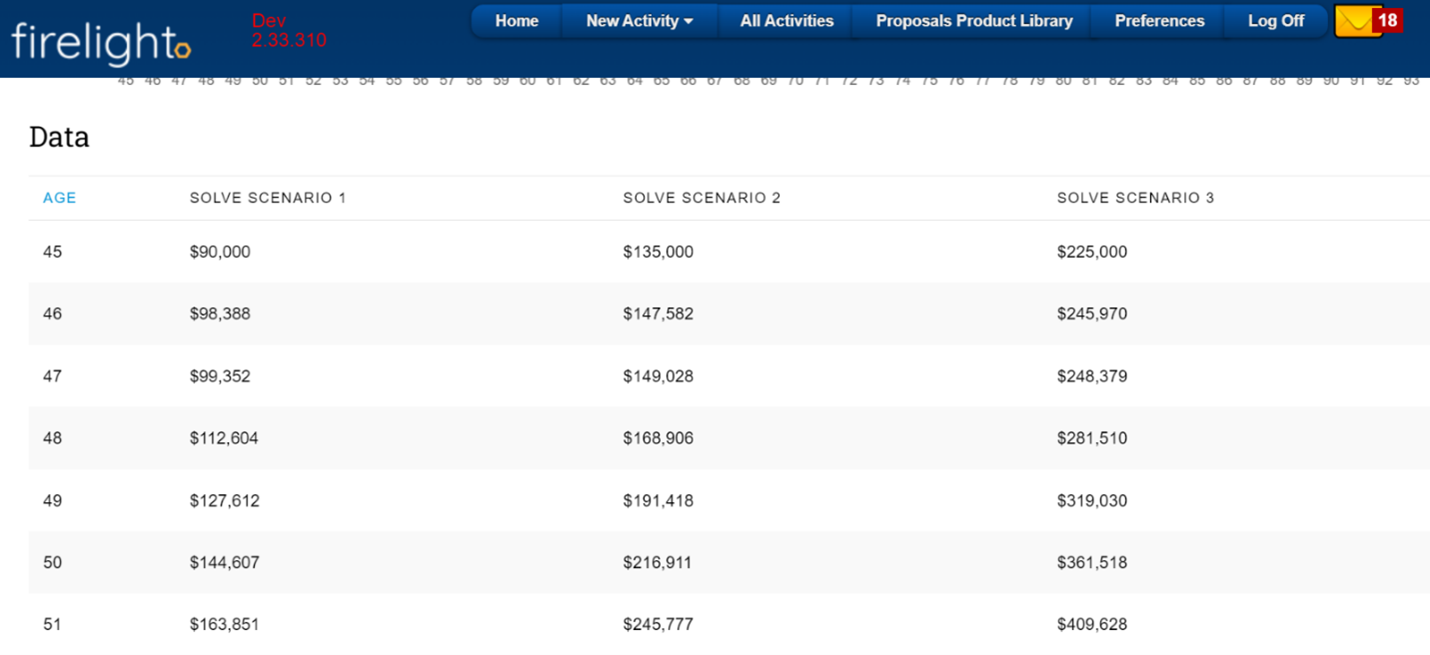 firelight
Dev
2.33.310
Home New Activity All Activities Proposals Product Library Preferences Log Off 18
45 46 47 48 49 50 51 52 53 54 55 56 57 58 59 60 61 62 63 64 65 66 67 68 69 70 71 72 73 74 75 76 77 78 79 80 81 82 83 84 85 86 87 88 89 90 91 92 93
Data
AGE SOLVE SCENARIO 1 SOLVE SCENARIO 2 SOLVE SCENARIO 3
45 $90,000 $135,000 $225,000
46 $98,388 $147,582 $245,970
47 $99,352 $149,028 $248,379
48 $112,604 $168,906 $281,510
49 $127,612 $191,418 $319,030
50 $144,607 $216,911 $361,518
51 $163,851 $245,777 $409,628